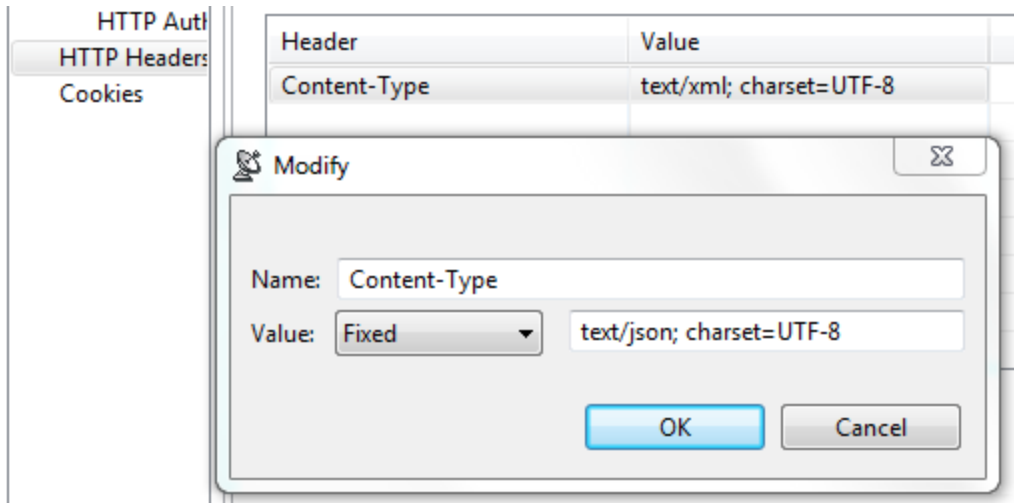 HTTP Auth
HTTP Headers
Cookies
Header Value
Content-Type text/xml; charset=UTF-8
Modify
Name: Content-Type
Value: Fixed text/json; charset=UTF-8
OK Cancel